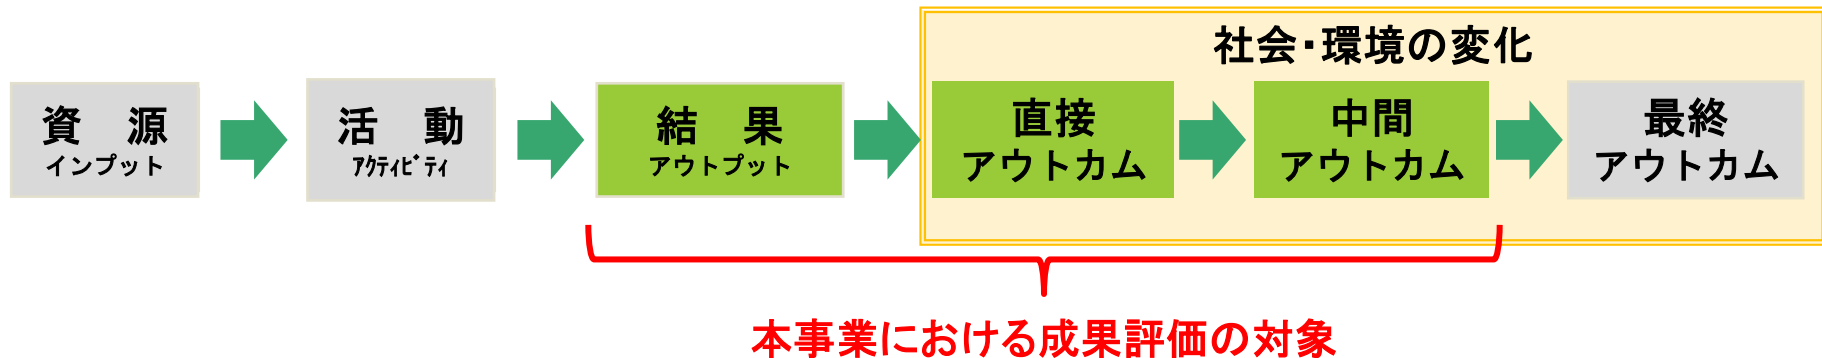 社会・環境の変化
資　源
インプット
活　動
ｱｸﾃｨﾋﾞﾃｨ
結　果
アウトプット
直接
アウトカム
中間
アウトカム
最終
アウトカム
本事業における成果評価の対象